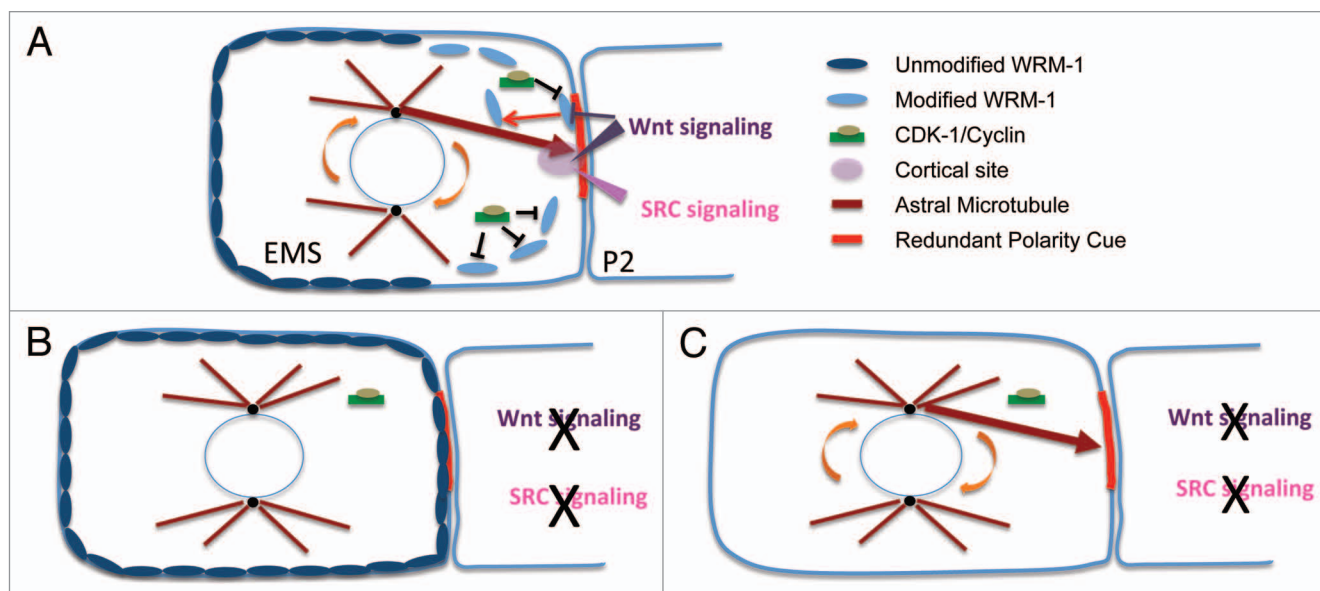 A
Unmodified WRM-1
Modified WRM-1
CDK-1/Cyclin
Cortical site
Astral Microtubule
Redundant Polarity Cue
Wnt signaling
SRC signaling
EMS
P2
B
Wnt signaling
SRC signaling
X
X
C
Wnt signaling
SRC signaling
X
X